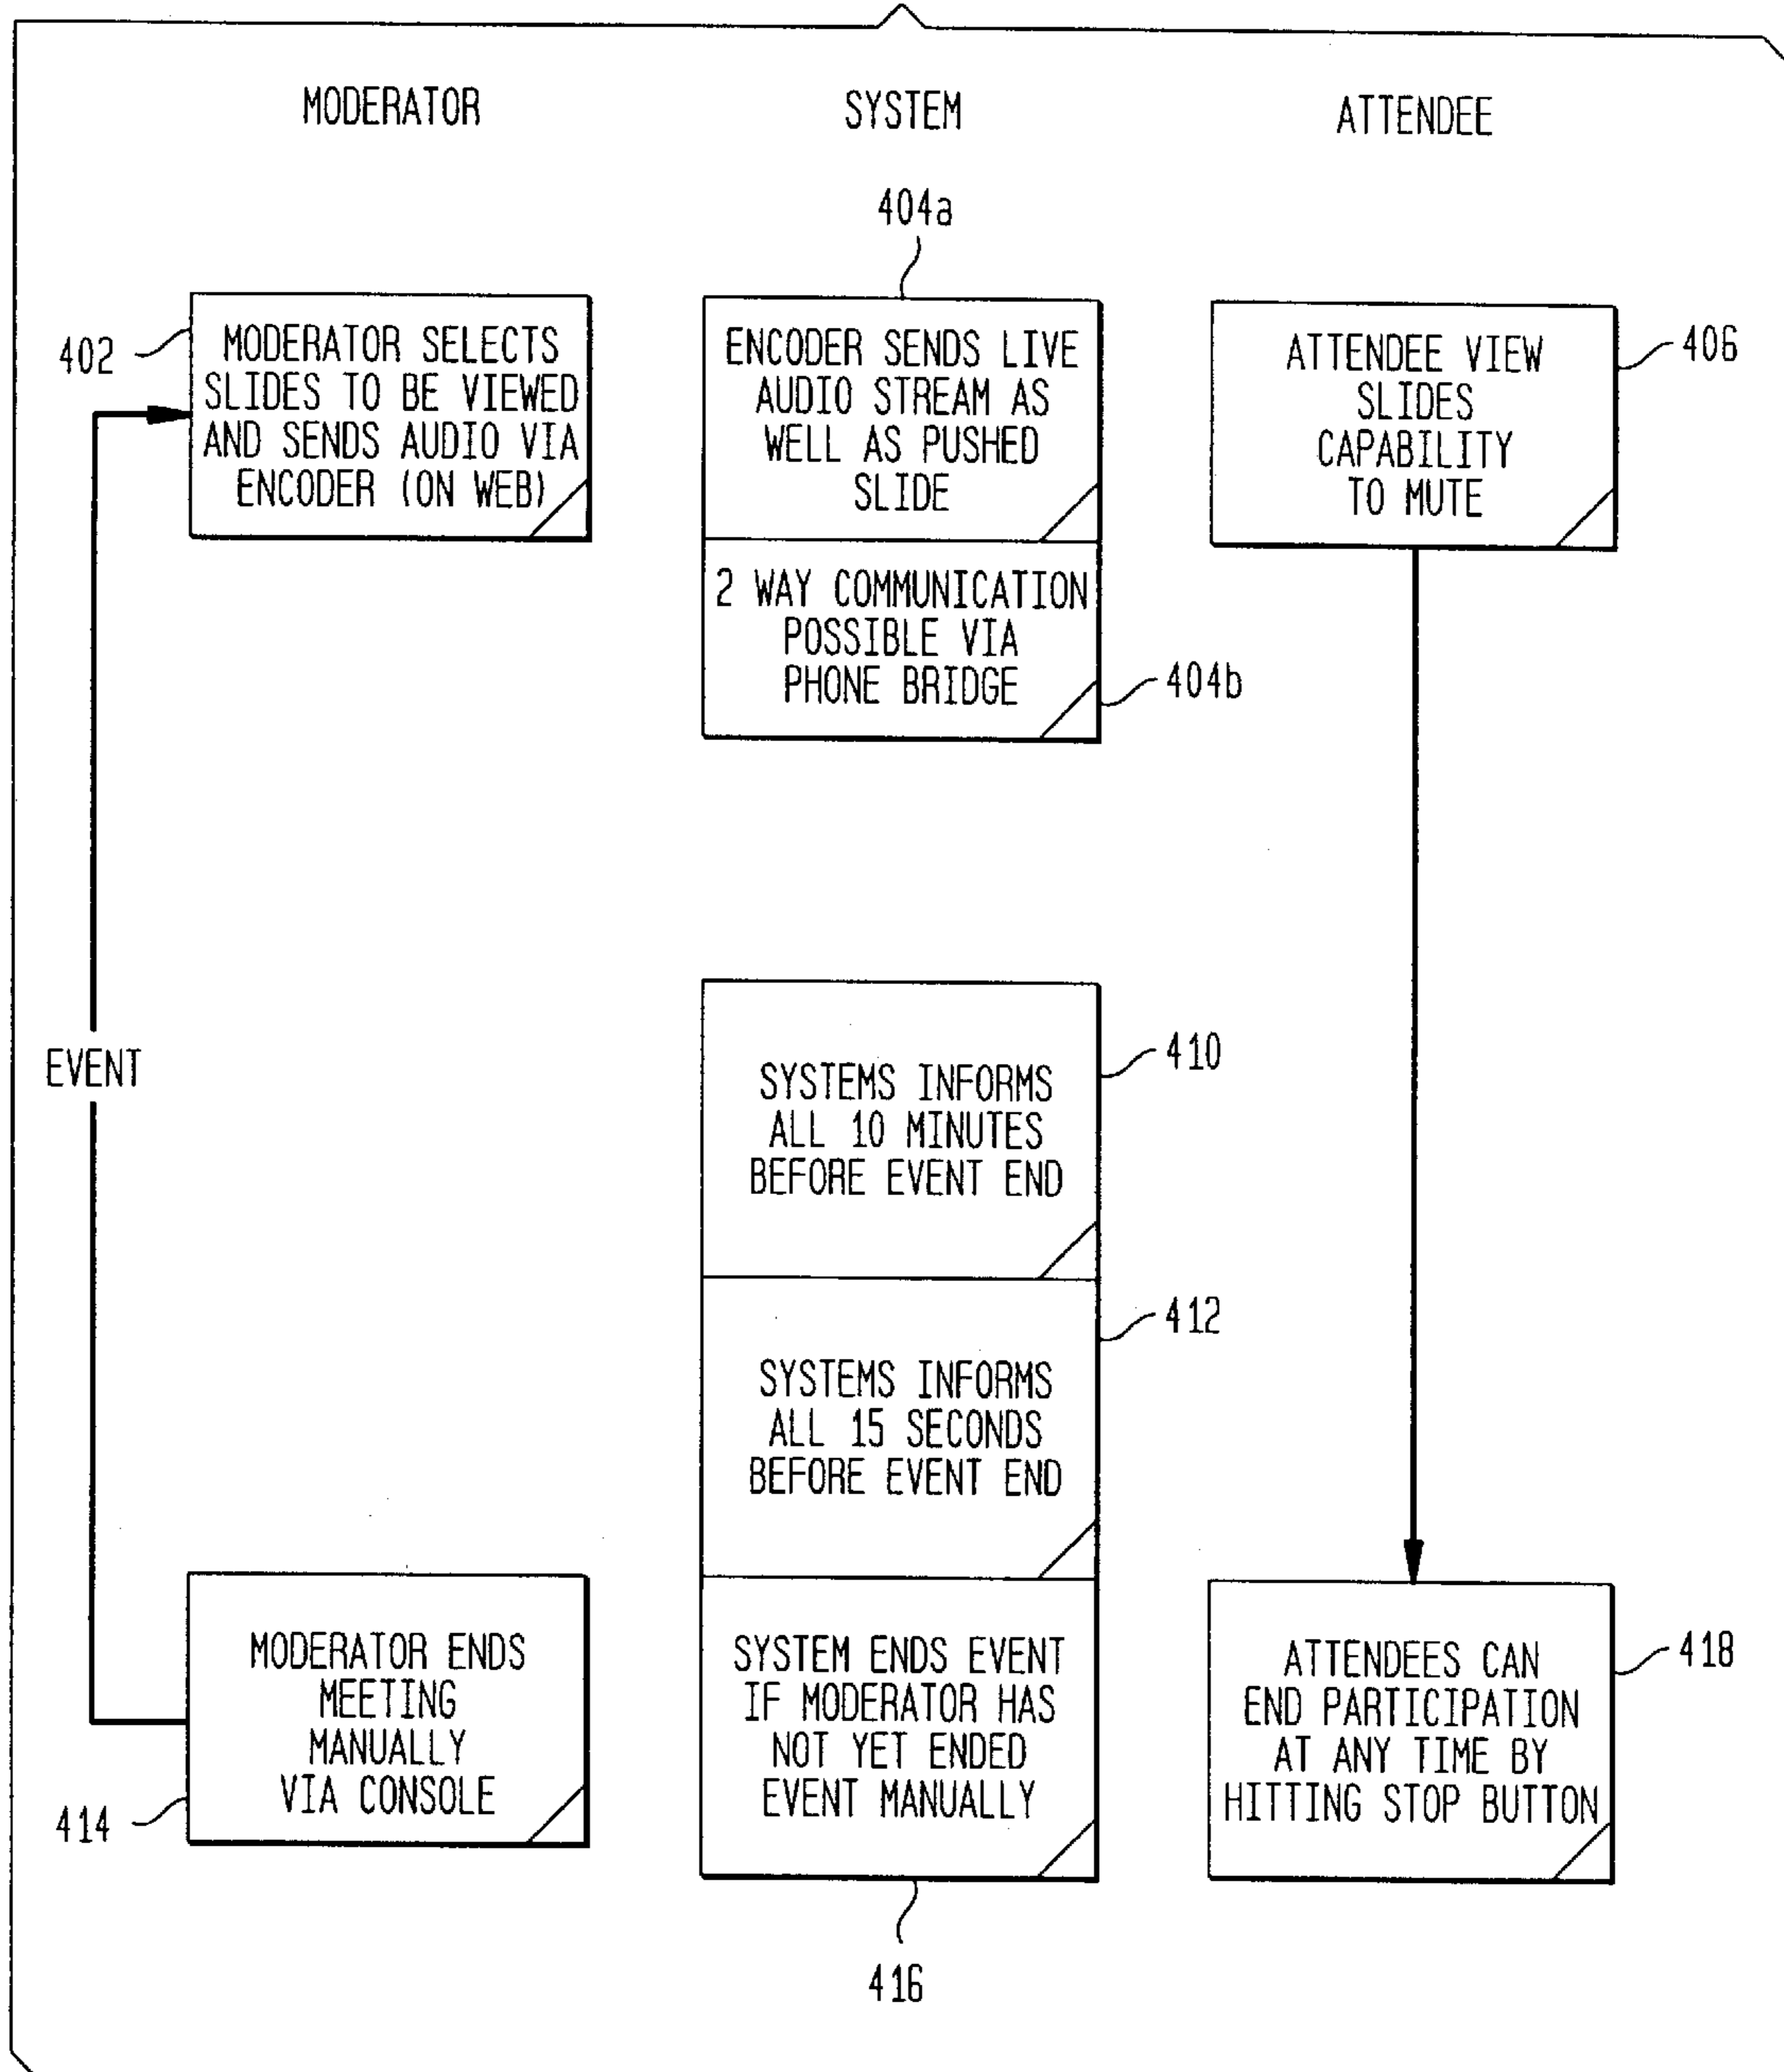 MODERATOR
SYSTEM
ATTENDEE
404a
402
MODERATOR SELECTS
SLIDES TO BE VIEWED
AND SENDS AUDIO VIA
ENCODER (ON WEB)
ENCODER SENDS LIVE
AUDIO STREAM AS
WELL AS PUSHED
SLIDE
ATTENDEE VIEW
SLIDES
CAPABILITY
TO MUTE
406
2 WAY COMMUNICATION
POSSIBLE VIA
PHONE BRIDGE
404b
EVENT
SYSTEMS INFORMS
ALL 10 MINUTES
BEFORE EVENT END
410
SYSTEMS INFORMS
ALL 15 SECONDS
BEFORE EVENT END
412
MODERATOR ENDS
MEETING
MANUALLY
VIA CONSOLE
414
SYSTEM ENDS EVENT
IF MODERATOR HAS
NOT YET ENDED
EVENT MANUALLY
416
ATTENDEES CAN
END PARTICIPATION
AT ANY TIME BY
HITTING STOP BUTTON
418